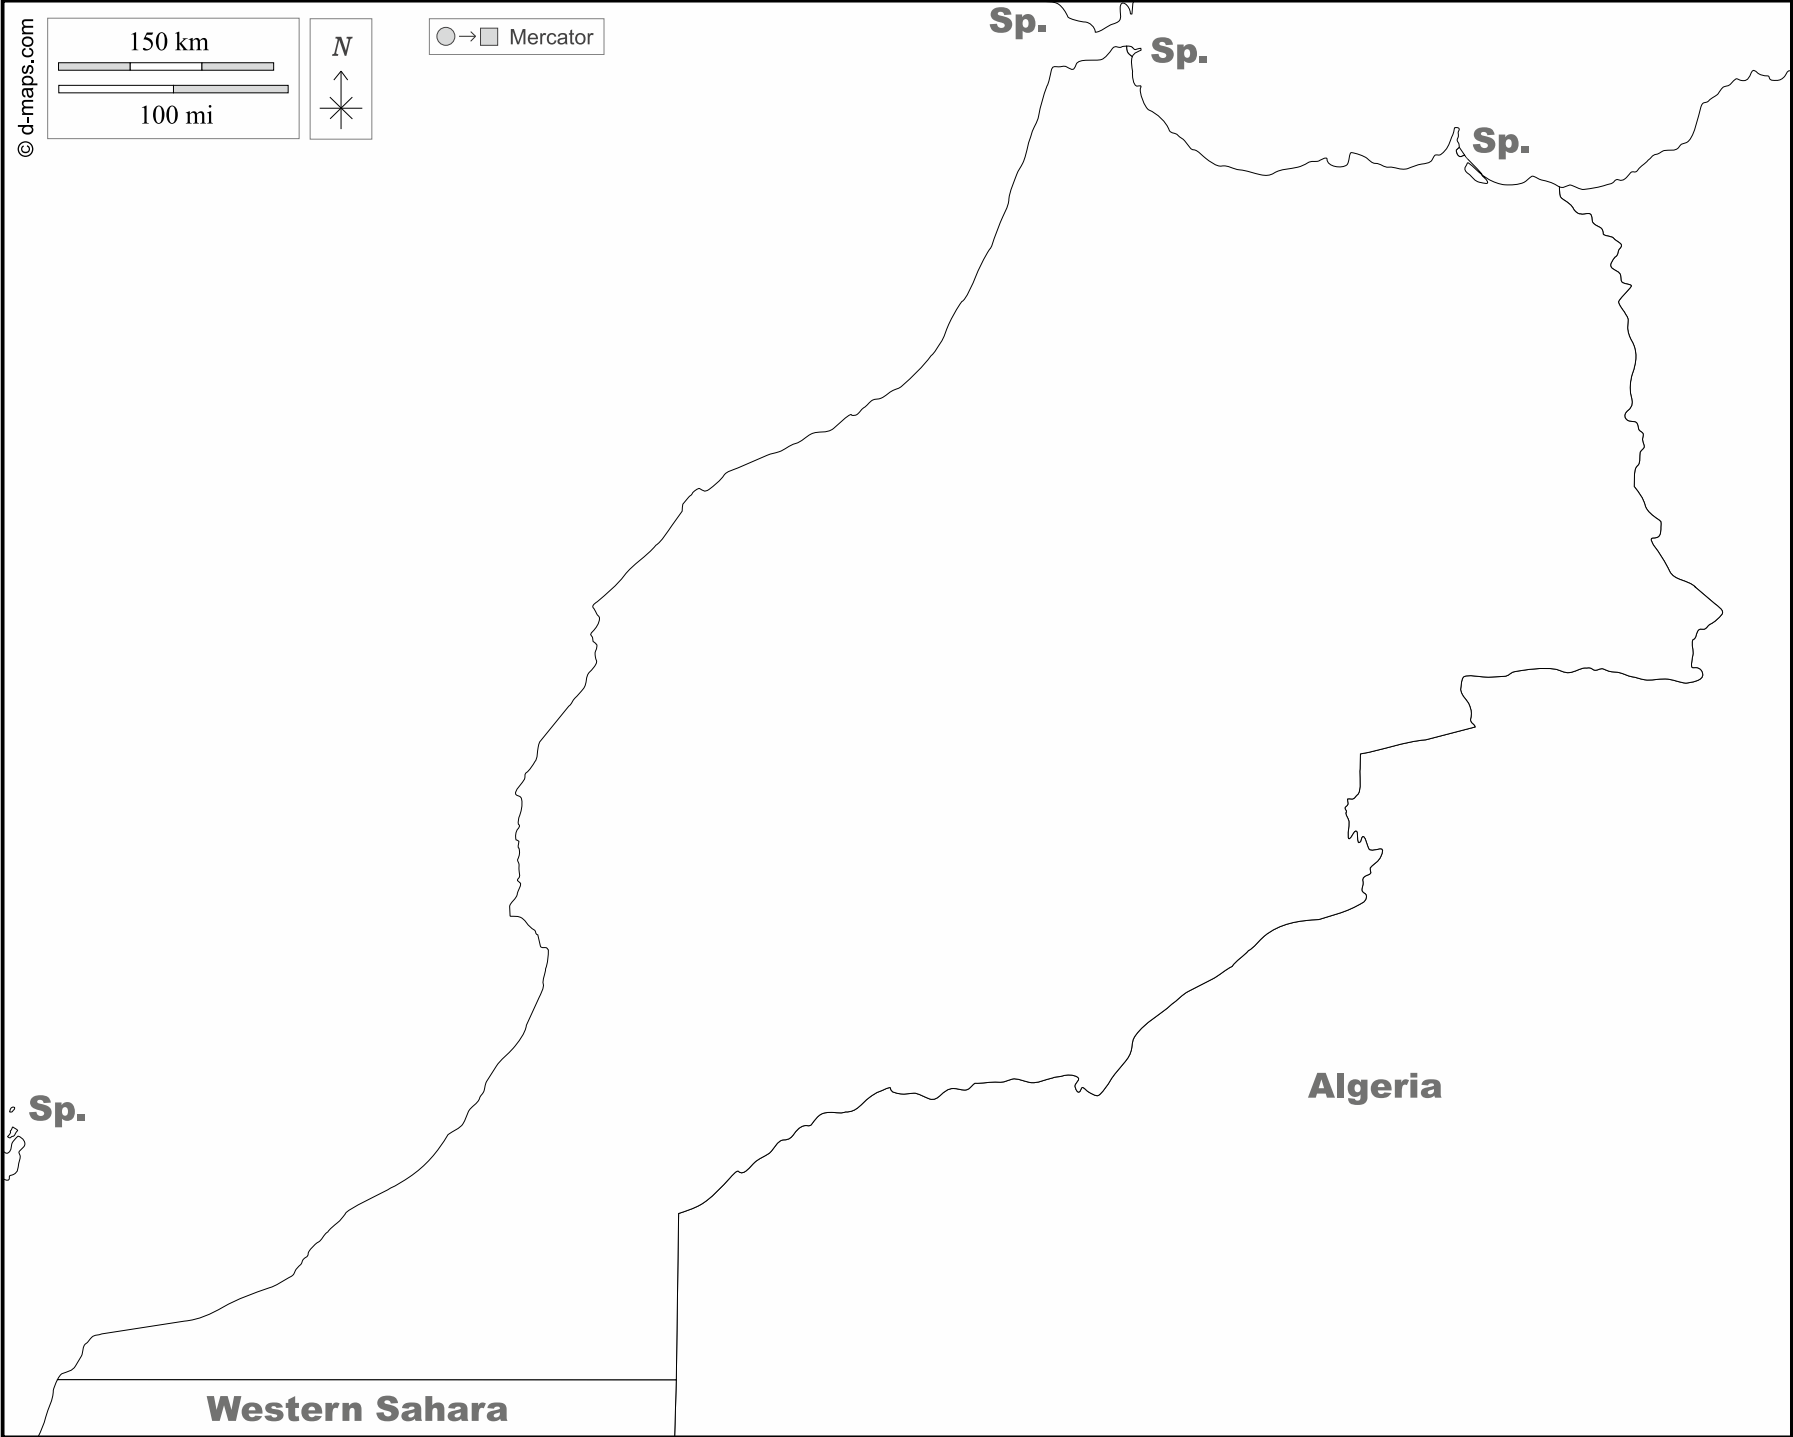 © d-maps.com
150 km
100 mi
N
Mercator
Sp.
Sp.
Sp.
Sp.
Algeria
Western Sahara